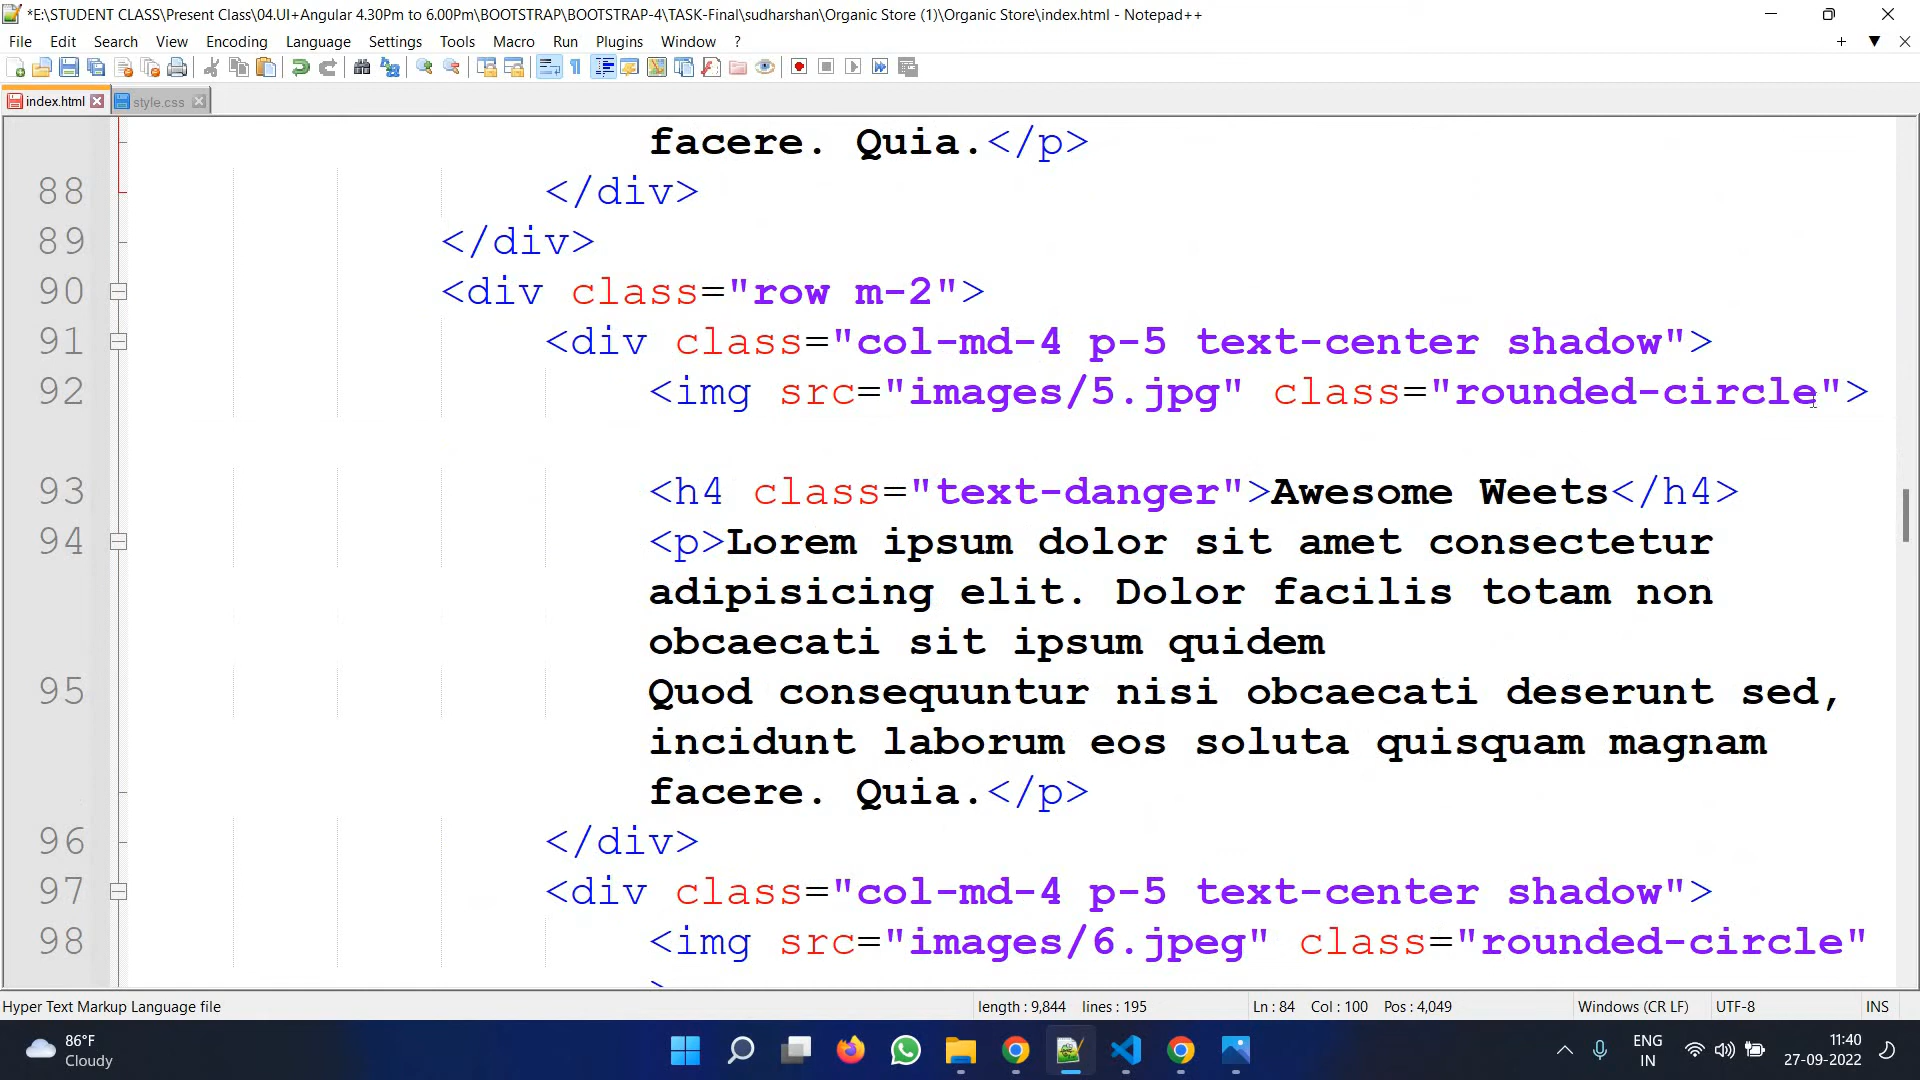 *E:\STUDENT CLASS\Present Class\04.UI+Angular 4.30Pm to 6.00Pm\BOOTSTRAP\BOOTSTRAP-4\TASK-Final\sudharshan\Organic Store (1)\Organic Store\index.html - Notepad++
File Edit Search View Encoding Language Settings Tools Macro Run Plugins Window ?
index.html style.css
facere. Quia.</p>
88 </div>
89 </div>
90 <div class="row m-2">
91 <div class="col-md-4 p-5 text-center shadow">
92 <img src="images/5.jpg" class="rounded-circle">
93 <h4 class="text-danger">Awesome Weets</h4>
94 <p>Lorem ipsum dolor sit amet consectetur
adipisicing elit. Dolor facilis totam non
obcaecati sit ipsum quidem
95 Quod consequuntur nisi obcaecati deserunt sed,
incidunt laborum eos soluta quisquam magnam
facere. Quia.</p>
96 </div>
97 <div class="col-md-4 p-5 text-center shadow">
98 <img src="images/6.jpeg" class="rounded-circle"
>
Hyper Text Markup Language file length : 9,844 lines : 195 Ln : 84 Col : 100 Pos : 4,049 Windows (CR LF) UTF-8 INS
86°F
Cloudy
ENG
IN
11:40
27-09-2022